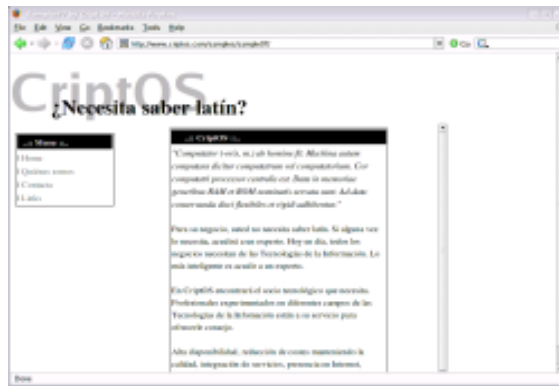 File Edit View Go Bookmarks Tools Help
Go
CriptOS
¿Necesita saber latín?
..:: Menu ::..
Home
Quiénes somos
Contacto
Links
..:: CriptOS ::..
"Computator (-oris, m.) ab homine fit. Machina autem
computans dicitur computatrum vel computatorium. Cor
computatri processor centralis est. Dum in memoriae
generibus RAM et ROM nominatis servata sunt. Ad data
conservanda disci flexibiles et rigidi adhibentur."
Para su negocio, usted no necesita saber latín. Si alguna vez
lo necesita, acudirá a un experto. Hoy en día, todos los
negocios necesitan de las Tecnologías de la Información. Lo
más inteligente es acudir a un experto.
En CriptOS encontrará el socio tecnológico que necesita.
Profesionales experimentados en diferentes campos de las
Tecnologías de la Información están a su servicio para
ofrecerle consejo.
Alta disponibilidad, reducción de costes manteniendo la
calidad, integración de servicios, presencia en Internet,
Done